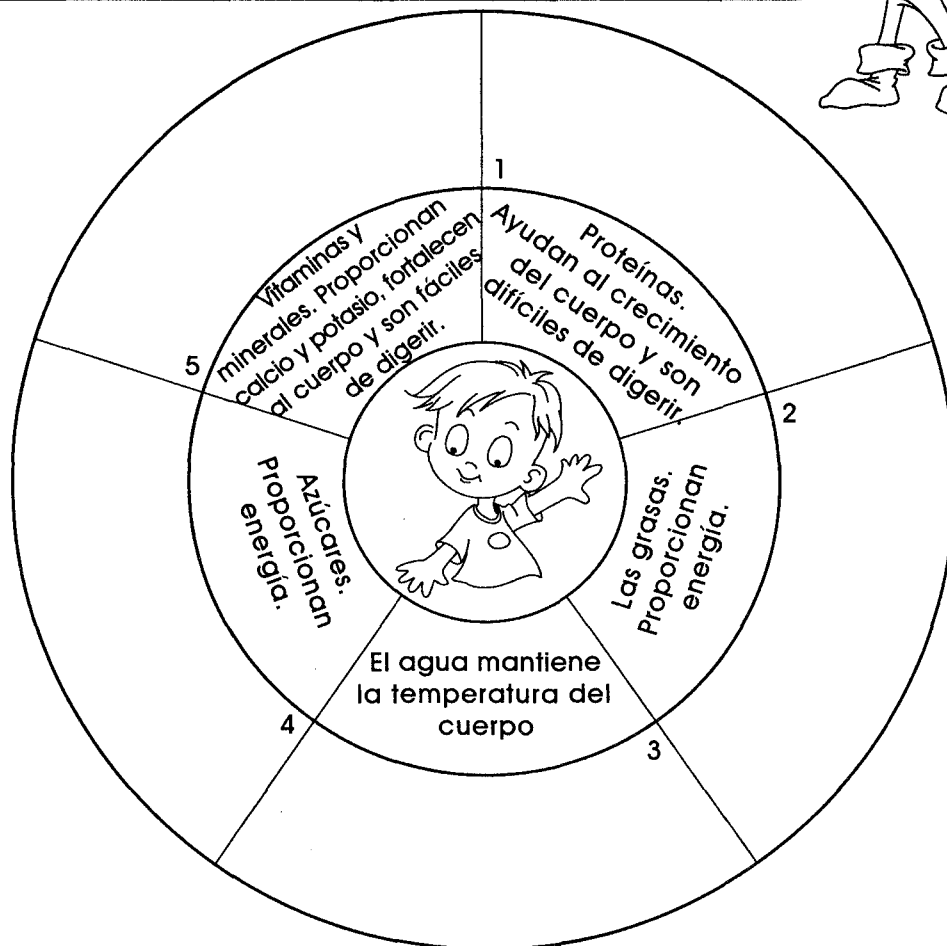 1
Proteínas.
Ayudan al crecimiento
del cuerpo y son
difíciles de digerir.
2
Las grasas.
Proporcionan
energía.
3
El agua mantiene
la temperatura del
cuerpo
4
Azúcares.
Proporcionan
energía.
5
Vitaminas y
minerales. Proporcionan
calcio y potasio, fortalecen
al cuerpo y son fáciles
de digerir.